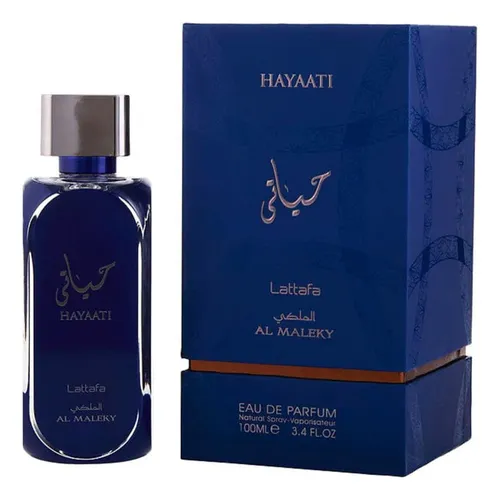 حياتي
HAYAATI
Lattafa
الملكي
AL MALEKY
HAYAATI
حياتي
Lattafa
الملكي
AL MALEKY
EAU DE PARFUM
Natural Spray-Vaporisateur
100ML℮ 3.4 FL.OZ